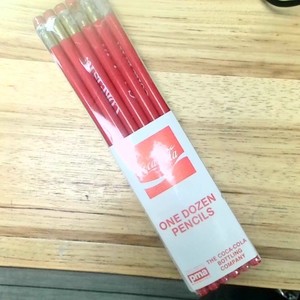 Coca-Cola
ONE DOZEN
PENCILS
THE COCA-COLA
BOTTLING
COMPANY
pma